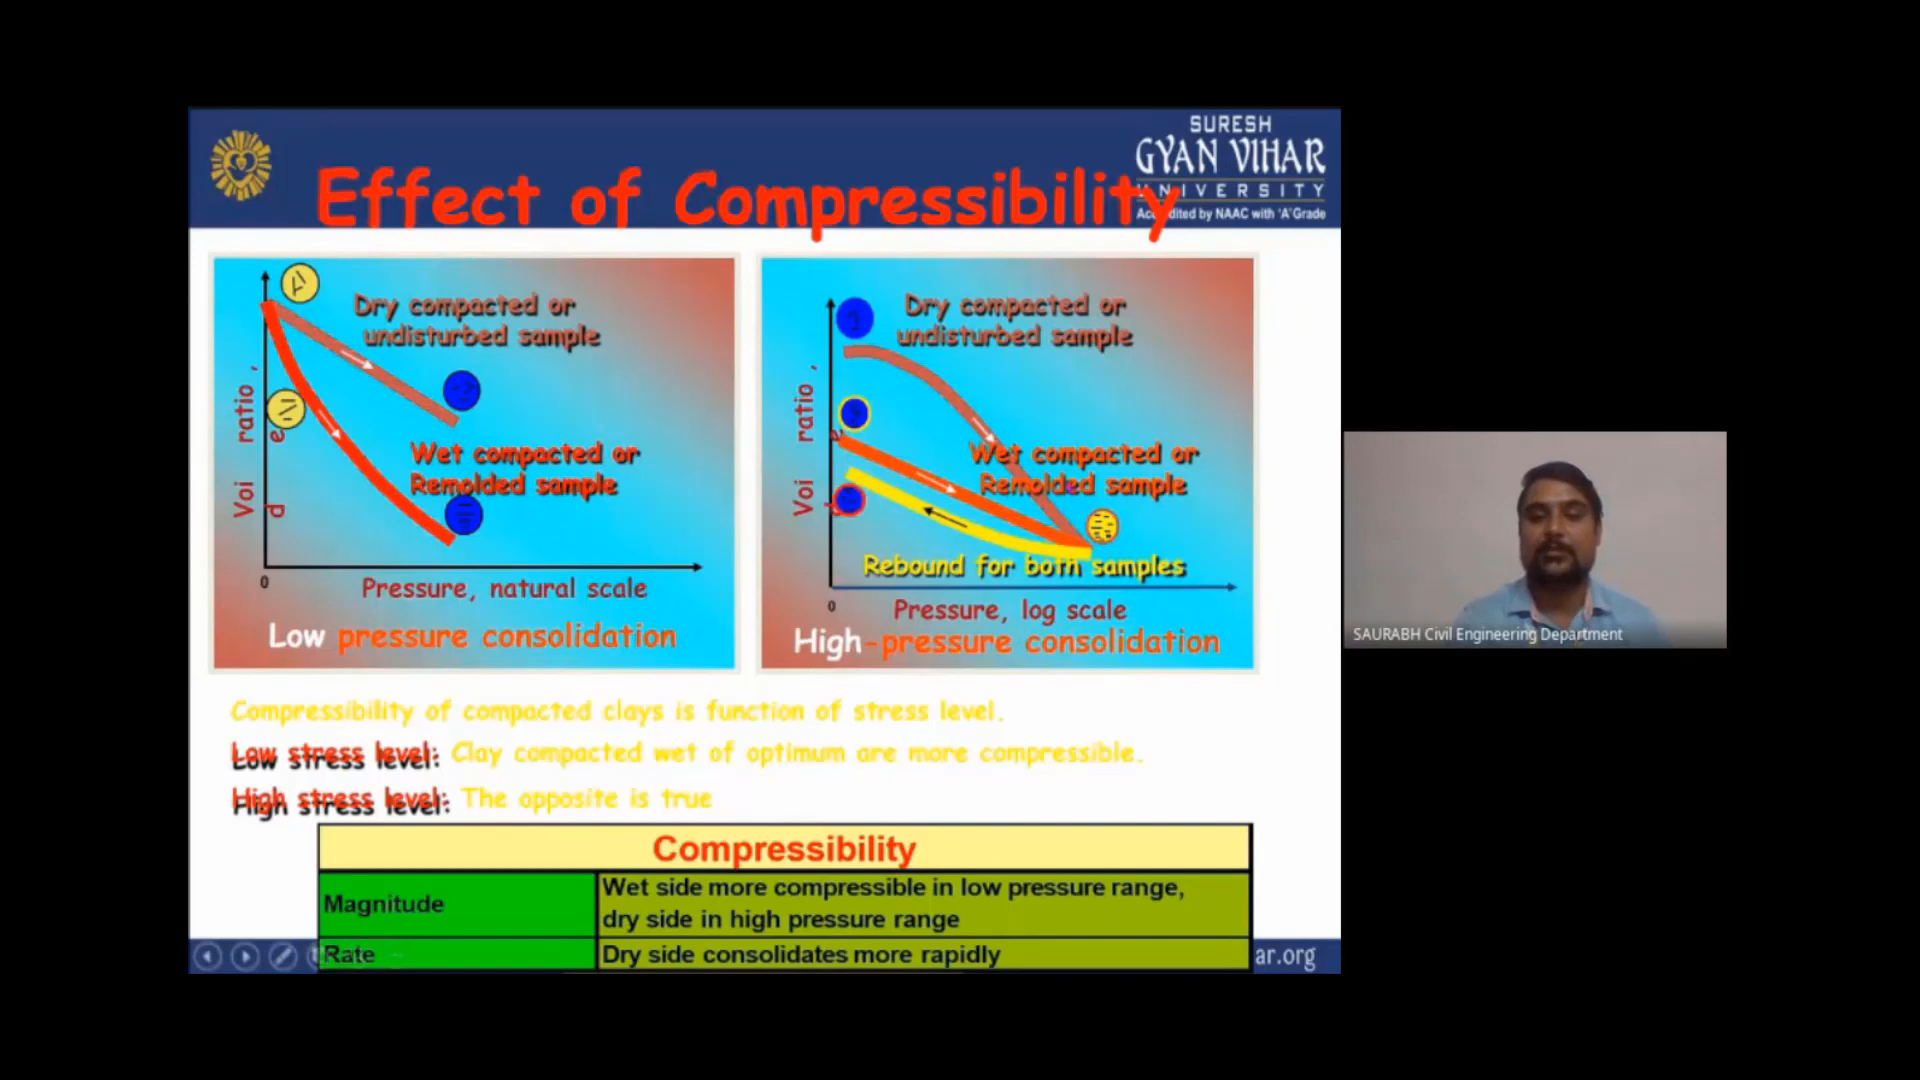 SURESH
GYAN VIHAR
UNIVERSITY
Accredited by NAAC with 'A' Grade
Effect of Compressibility
Dry compacted or
undisturbed sample
Wet compacted or
Remolded sample
Voi ratio,
d e
0
Pressure, natural scale
Low pressure consolidation
Dry compacted or
undisturbed sample
Wet compacted or
Remolded sample
Voi ratio,
Rebound for both samples
0
Pressure, log scale
High-pressure consolidation
Compressibility of compacted clays is function of stress level.
Low stress level: Clay compacted wet of optimum are more compressible.
High stress level: The opposite is true
Compressibility
Magnitude
Wet side more compressible in low pressure range,
dry side in high pressure range
Rate
Dry side consolidates more rapidly
ar.org
SAURABH Civil Engineering Department